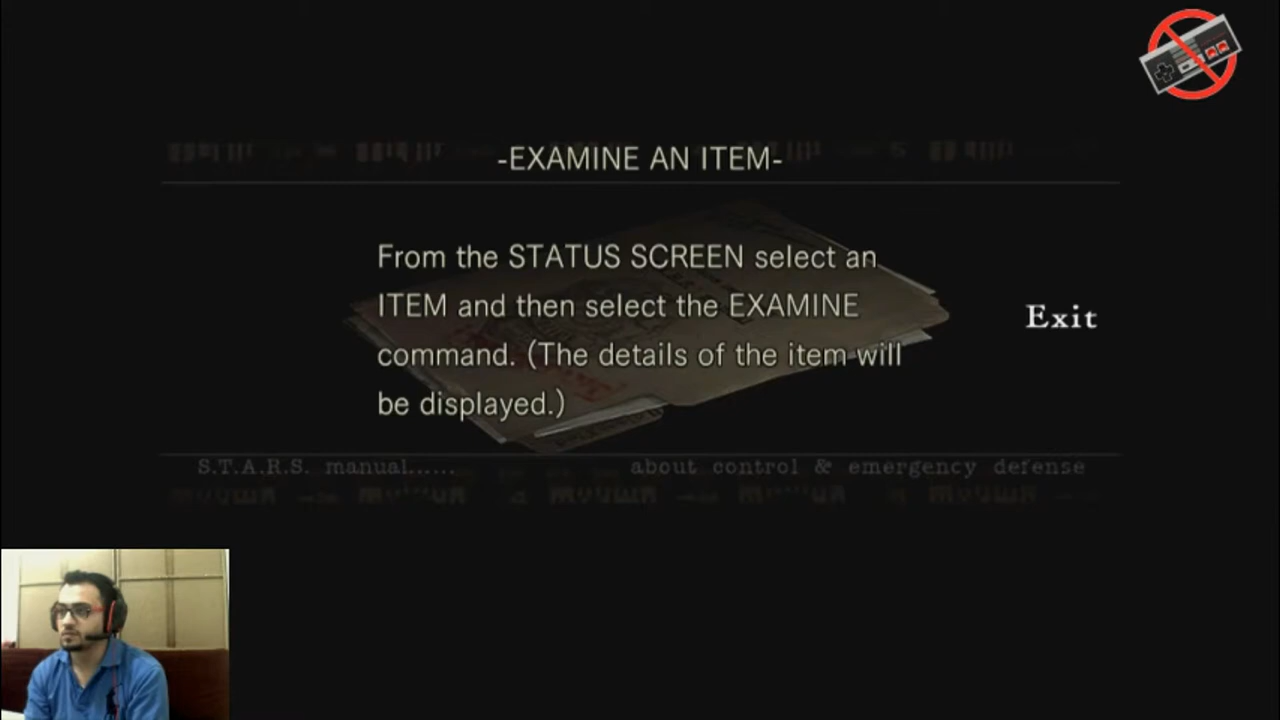 -EXAMINE AN ITEM-
From the STATUS SCREEN select an
ITEM and then select the EXAMINE
command. (The details of the item will
be displayed.)
Exit
S.T.A.R.S. manual...... about control & emergency defense